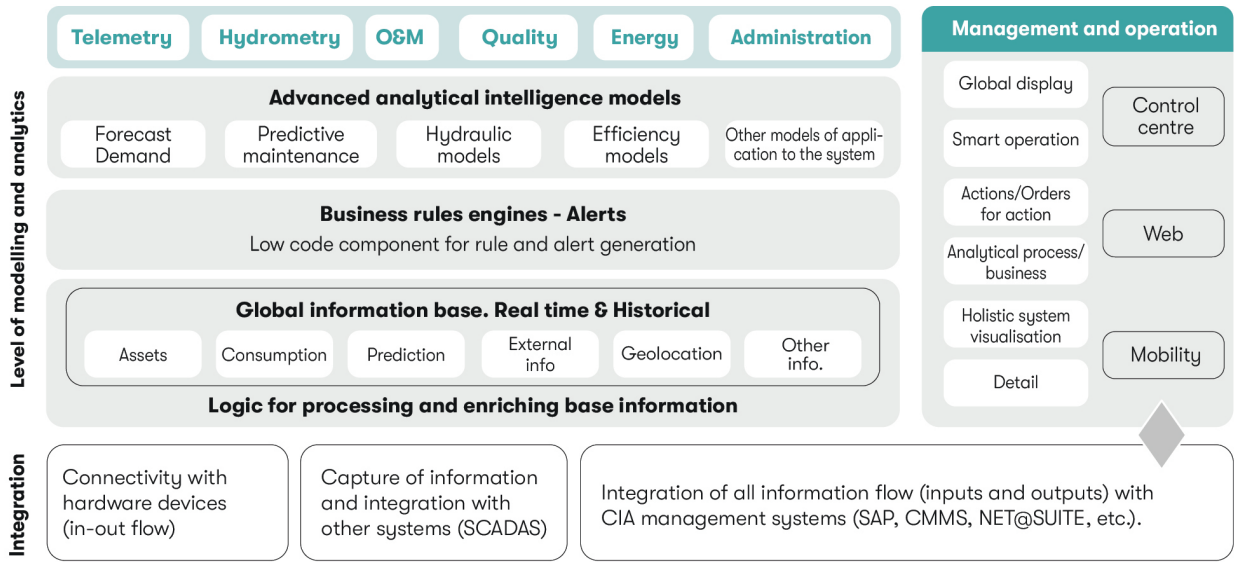 Telemetry
Hydrometry
O&M
Quality
Energy
Administration
Level of modelling and analytics
Advanced analytical intelligence models
Forecast
Demand
Predictive
maintenance
Hydraulic
models
Efficiency
models
Other models of appli-
cation to the system
Business rules engines - Alerts
Low code component for rule and alert generation
Global information base. Real time & Historical
Assets
Consumption
Prediction
External
info
Geolocation
Other
info.
Logic for processing and enriching base information
Management and operation
Global display
Smart operation
Actions/Orders
for action
Analytical process/
business
Holistic system
visualisation
Detail
Control
centre
Web
Mobility
Integration
Connectivity with
hardware devices
(in-out flow)
Capture of information
and integration with
other systems (SCADAS)
Integration of all information flow (inputs and outputs) with
CIA management systems (SAP, CMMS, NET@SUITE, etc.).